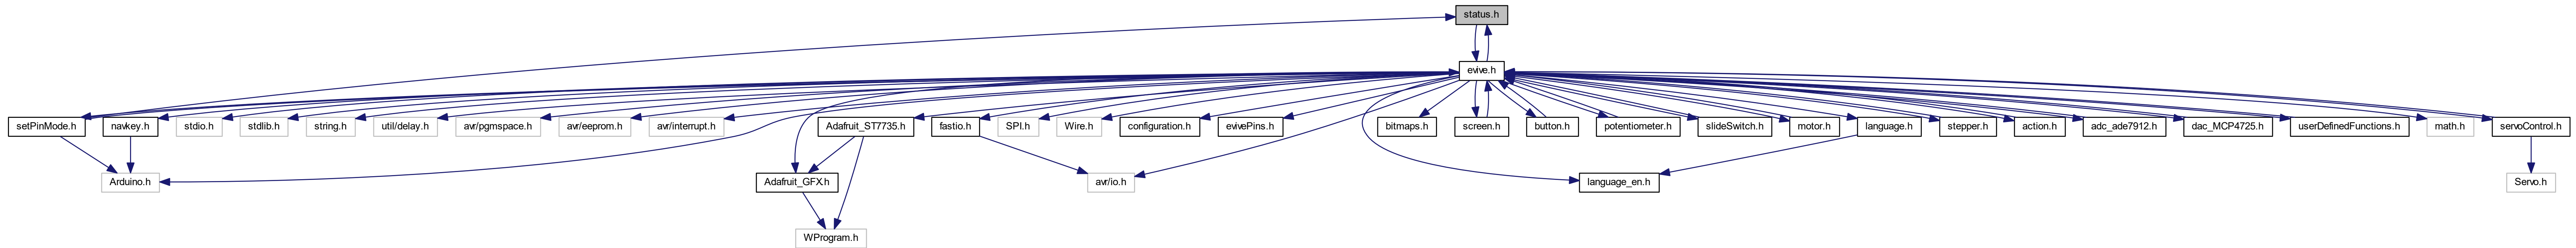 status.h
evive.h
setPinMode.h
navkey.h
stdio.h
stdlib.h
string.h
util/delay.h
avr/pgmspace.h
avr/eeprom.h
avr/interrupt.h
Adafruit_ST7735.h
fastio.h
SPI.h
Wire.h
configuration.h
evivePins.h
bitmaps.h
screen.h
button.h
potentiometer.h
slideSwitch.h
motor.h
language.h
stepper.h
action.h
adc_ade7912.h
dac_MCP4725.h
userDefinedFunctions.h
math.h
servoControl.h
Arduino.h
Adafruit_GFX.h
avr/io.h
language_en.h
Servo.h
WProgram.h